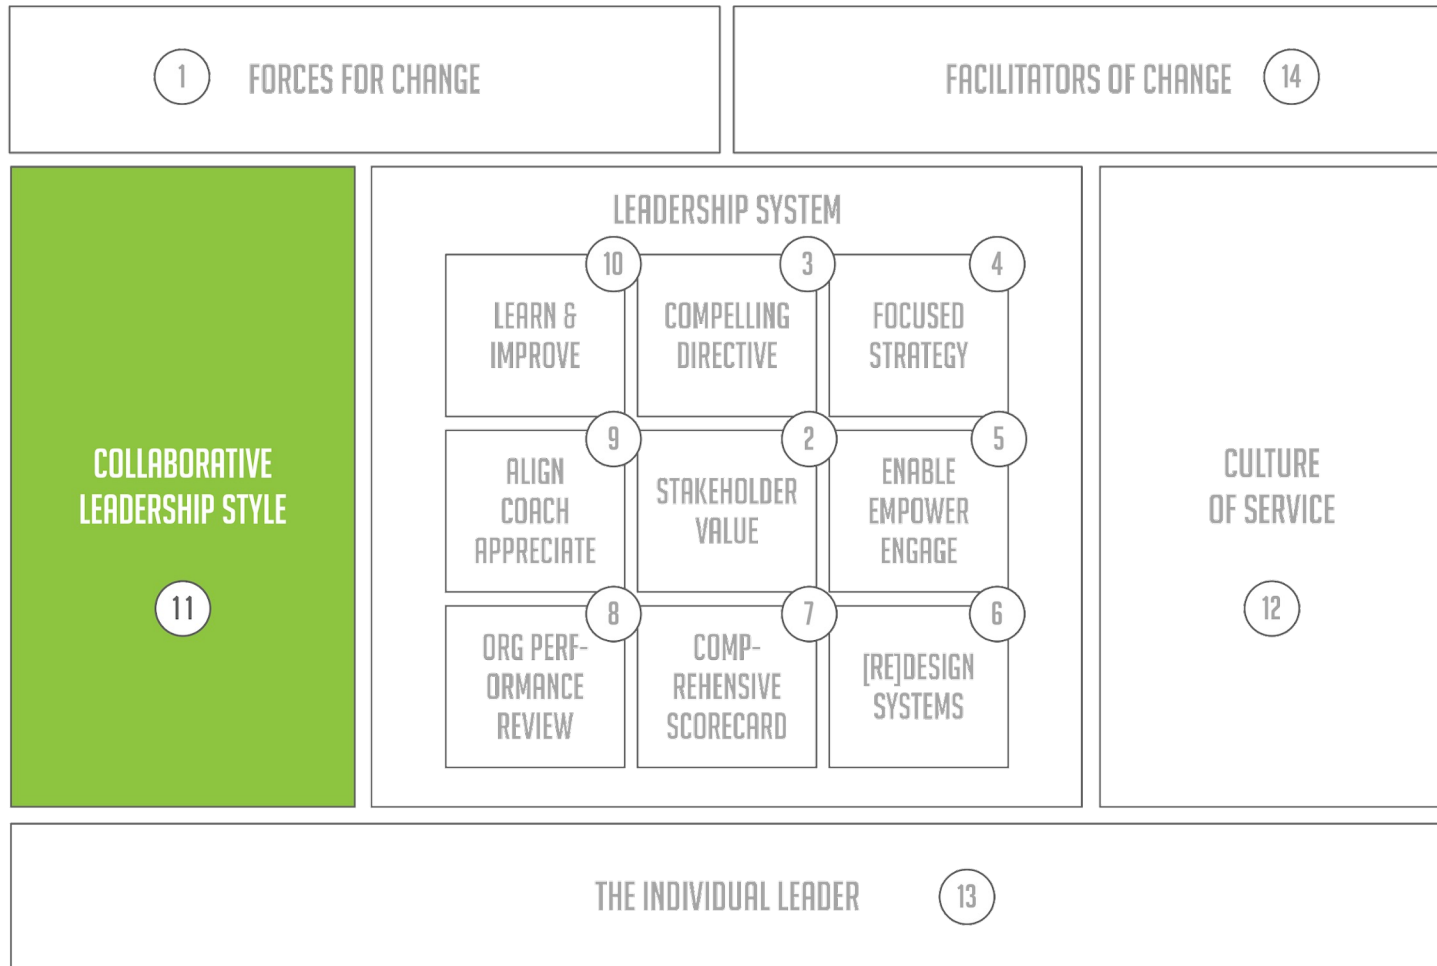 1 FORCES FOR CHANGE
FACILITATORS OF CHANGE 14
COLLABORATIVE
LEADERSHIP STYLE
11
LEADERSHIP SYSTEM
10
LEARN &
IMPROVE
3
COMPELLING
DIRECTIVE
4
FOCUSED
STRATEGY
9
ALIGN
COACH
APPRECIATE
2
STAKEHOLDER
VALUE
5
ENABLE
EMPOWER
ENGAGE
8
ORG PERF-
ORMANCE
REVIEW
7
COMP-
REHENSIVE
SCORECARD
6
[RE]DESIGN
SYSTEMS
CULTURE
OF SERVICE
12
THE INDIVIDUAL LEADER 13